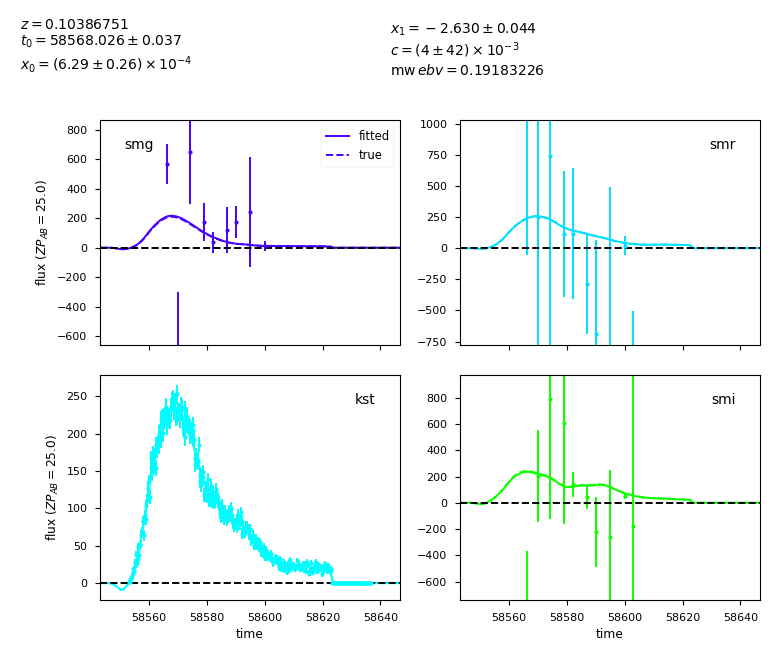 z = 0.10386751
t₀ = 58568.026 ± 0.037
x₀ = (6.29 ± 0.26) × 10⁻⁴
x₁ = −2.630 ± 0.044
c = (4 ± 42) × 10⁻³
mw ebv = 0.19183226
smg
fitted
true
800
600
400
200
0
−200
−400
−600
flux (ZP_AB = 25.0)
smr
1000
750
500
250
0
−250
−500
−750
kst
250
200
150
100
50
0
flux (ZP_AB = 25.0)
58560 58580 58600 58620 58640
time
smi
800
600
400
200
0
−200
−400
−600
58560 58580 58600 58620 58640
time